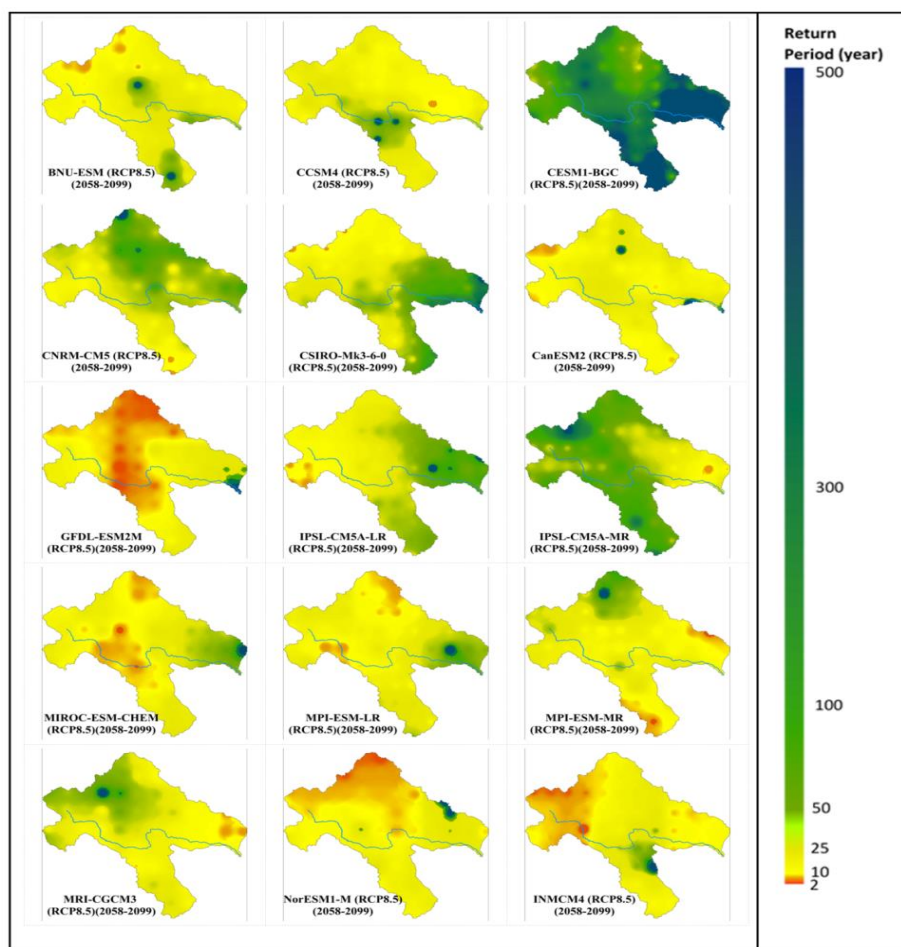 Return
Period (year)
500
300
100
50
25
10
2
BNU-ESM (RCP8.5)
(2058-2099)
CCSM4 (RCP8.5)
(2058-2099)
CESM1-BGC
(RCP8.5)(2058-2099)
CNRM-CM5 (RCP8.5)
(2058-2099)
CSIRO-Mk3-6-0
(RCP8.5)(2058-2099)
CanESM2 (RCP8.5)
(2058-2099)
GFDL-ESM2M
(RCP8.5)(2058-2099)
IPSL-CM5A-LR
(RCP8.5)(2058-2099)
IPSL-CM5A-MR
(RCP8.5)(2058-2099)
MIROC-ESM-CHEM
(RCP8.5)(2058-2099)
MPI-ESM-LR
(RCP8.5)(2058-2099)
MPI-ESM-MR
(RCP8.5)(2058-2099)
MRI-CGCM3
(RCP8.5)(2058-2099)
NorESM1-M (RCP8.5)
(2058-2099)
INMCM4 (RCP8.5)
(2058-2099)